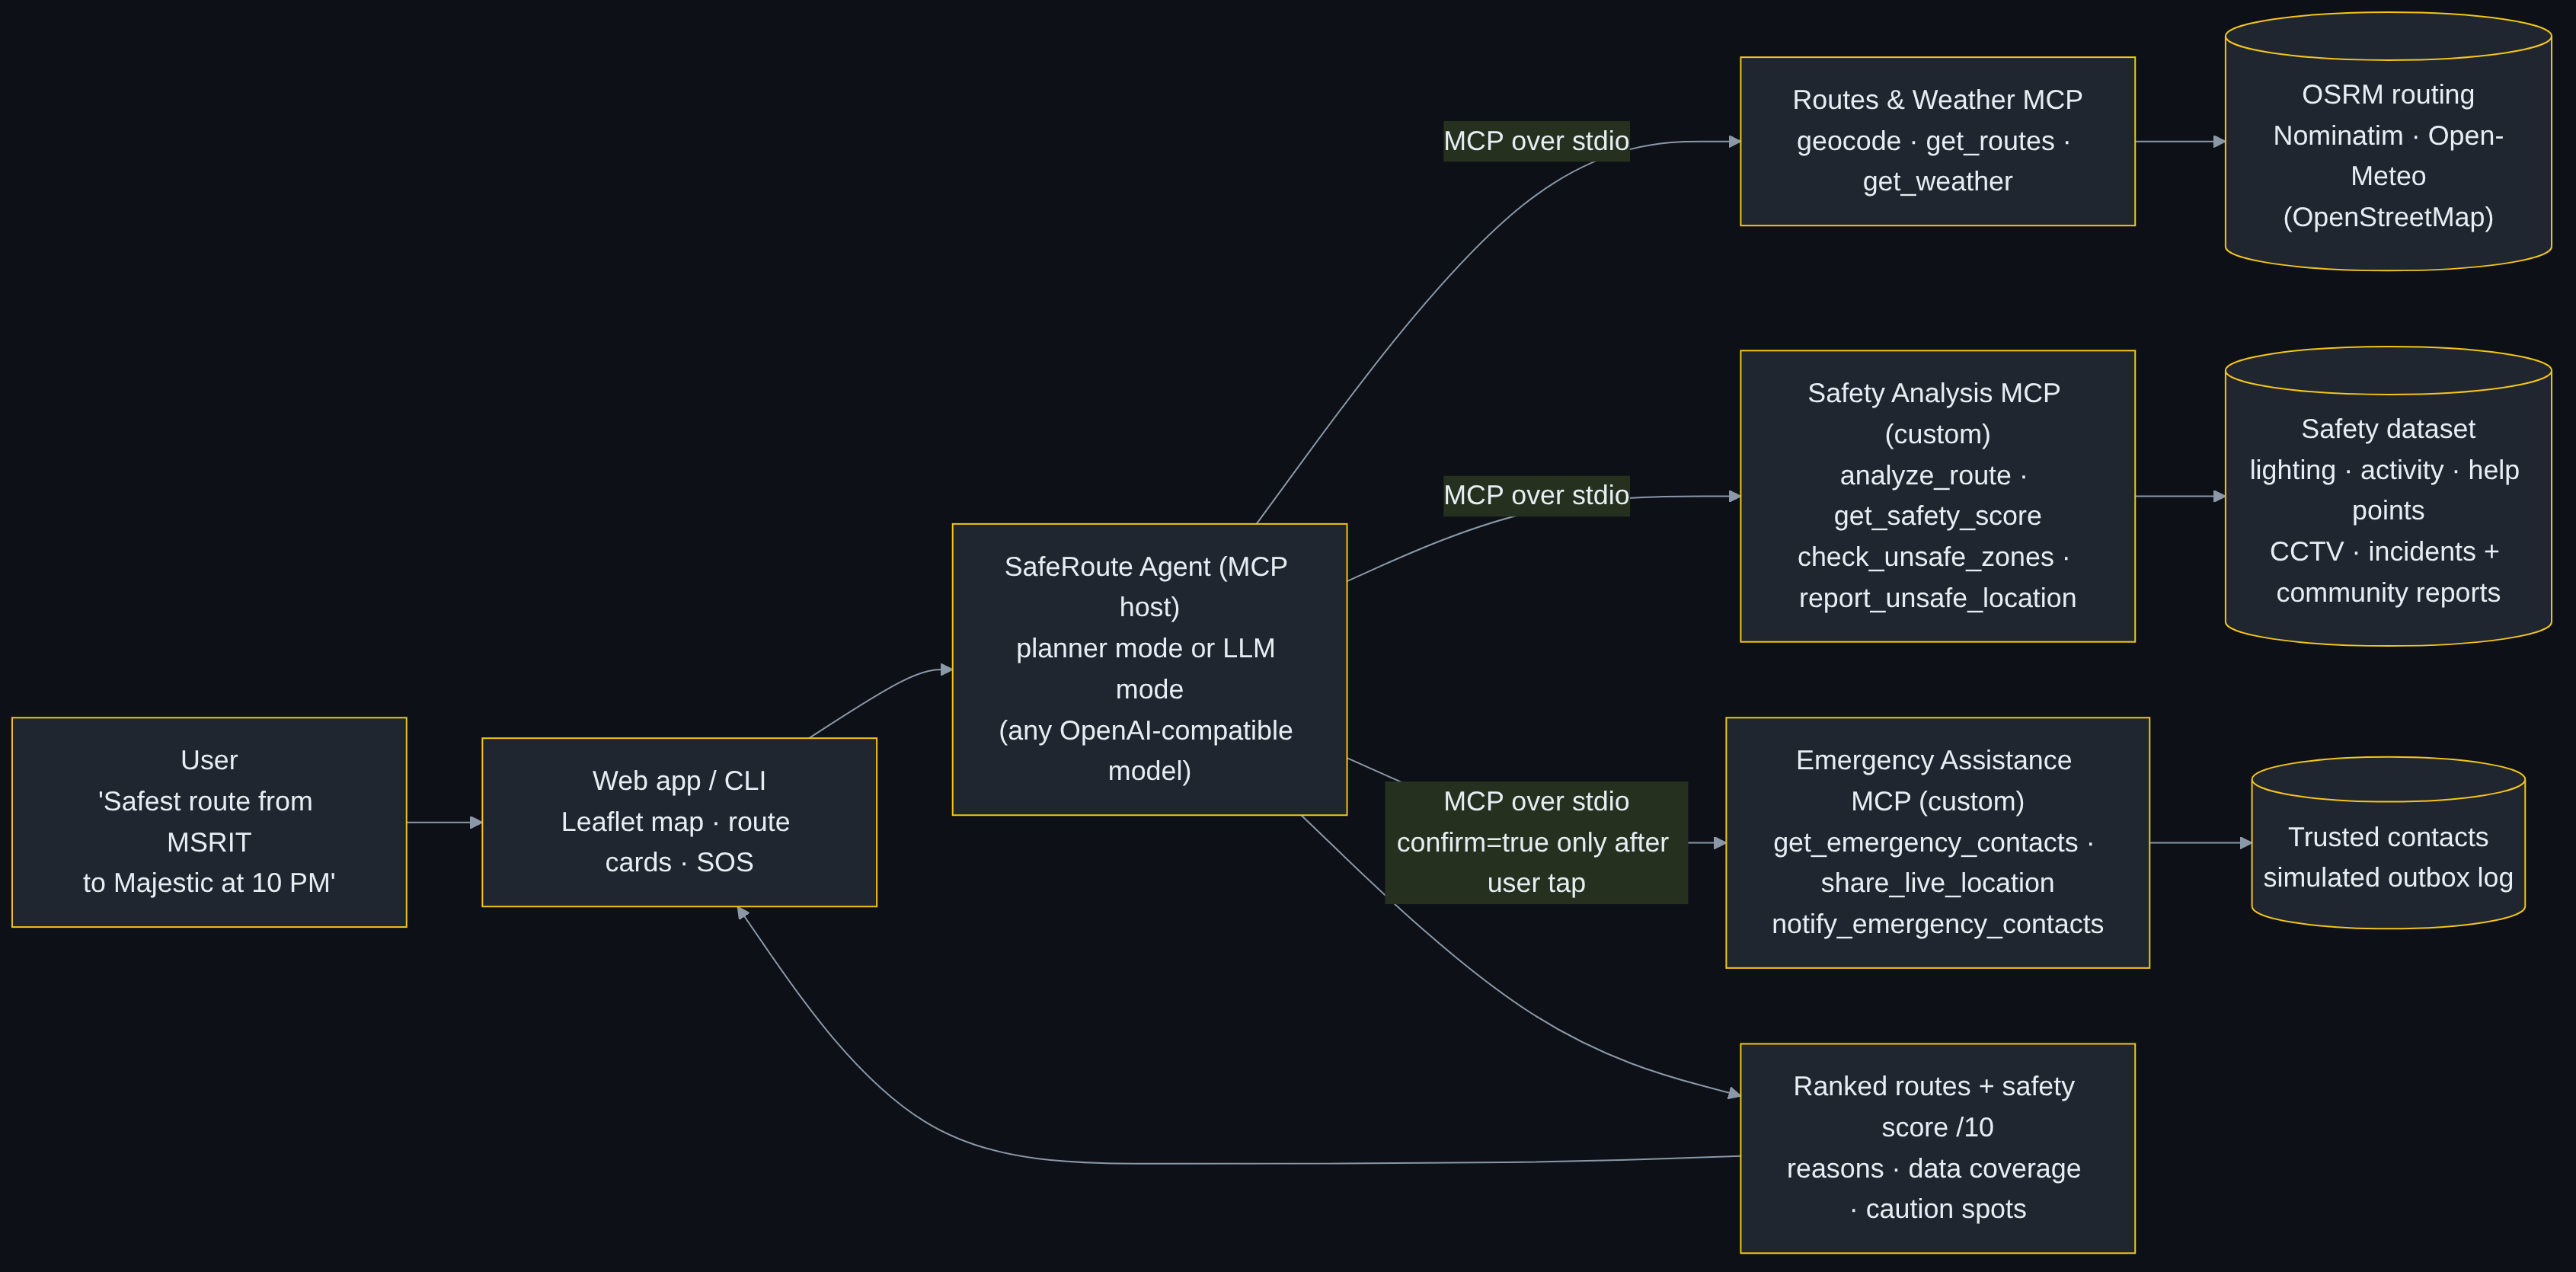 User
'Safest route from
MSRIT
to Majestic at 10 PM'
Web app / CLI
Leaflet map · route
cards · SOS
SafeRoute Agent (MCP
host)
planner mode or LLM
mode
(any OpenAI-compatible
model)
MCP over stdio
MCP over stdio
MCP over stdio
confirm=true only after
user tap
Routes & Weather MCP
geocode · get_routes ·
get_weather
Safety Analysis MCP
(custom)
analyze_route ·
get_safety_score
check_unsafe_zones ·
report_unsafe_location
Emergency Assistance
MCP (custom)
get_emergency_contacts ·
share_live_location
notify_emergency_contacts
Ranked routes + safety
score /10
reasons · data coverage
· caution spots
OSRM routing
Nominatim · Open-
Meteo
(OpenStreetMap)
Safety dataset
lighting · activity · help
points
CCTV · incidents +
community reports
Trusted contacts
simulated outbox log